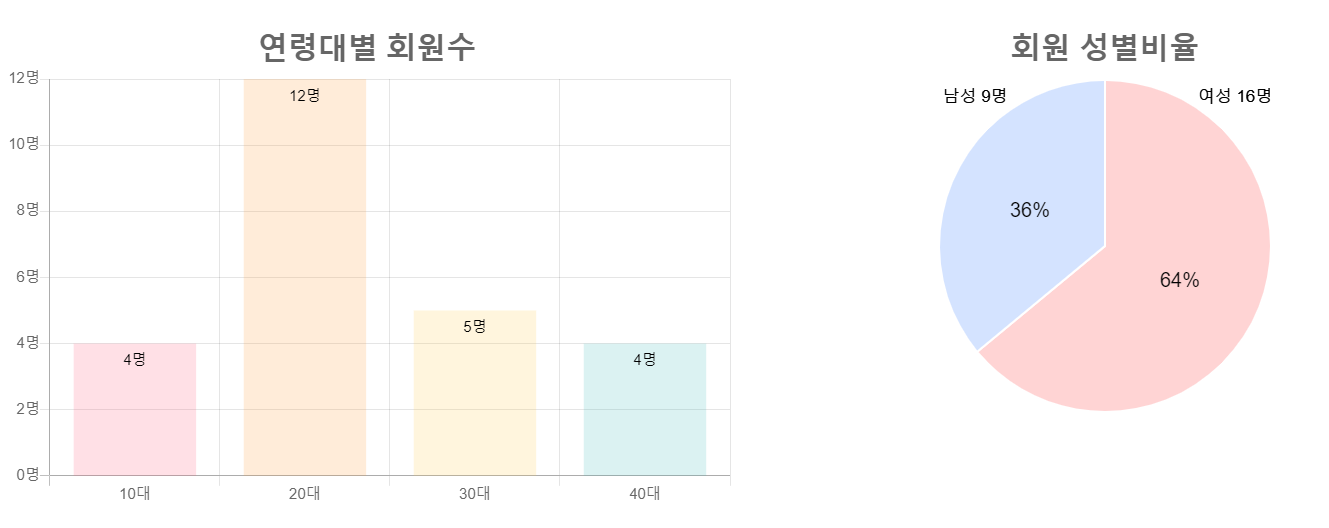 연령대별 회원수
12명
10명
8명
6명
4명
2명
0명
4명
12명
5명
4명
10대
20대
30대
40대
회원 성별비율
남성 9명
여성 16명
36%
64%